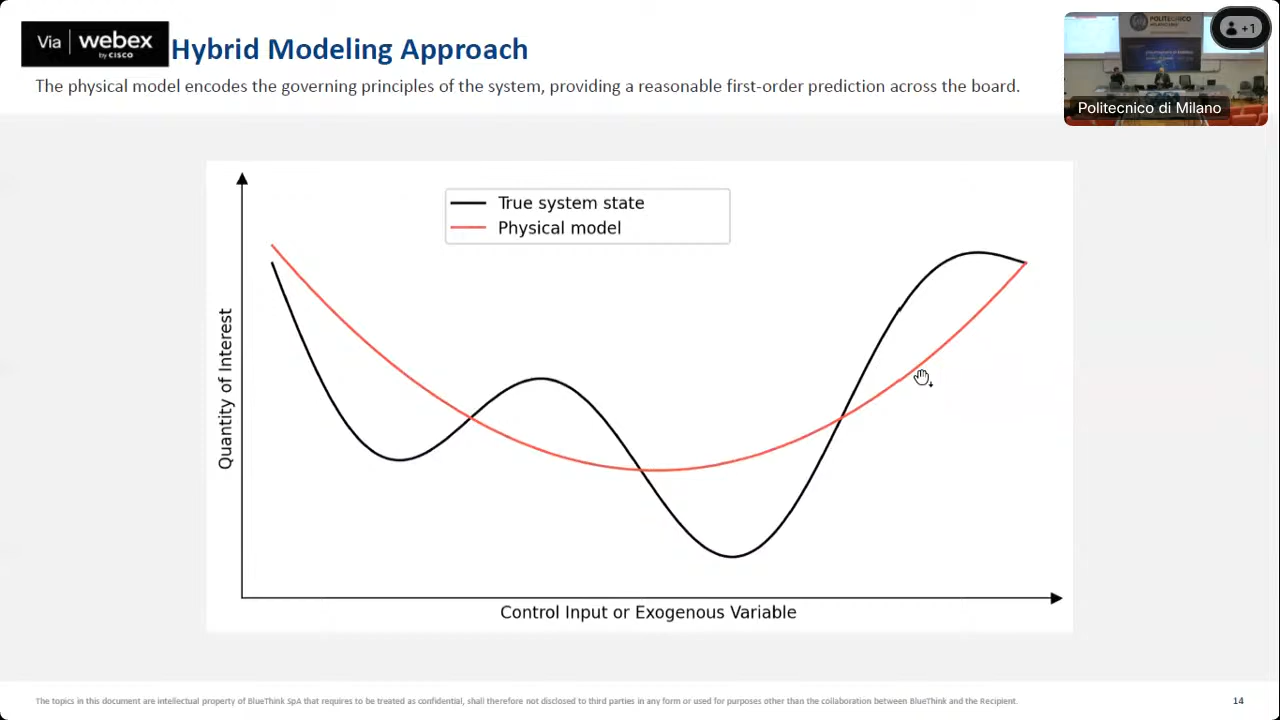 Via webex
by CISCO
Hybrid Modeling Approach
The physical model encodes the governing principles of the system, providing a reasonable first-order prediction across the board.
+1
POLITECNICO
Politecnico di Milano
True system state
Physical model
Quantity of Interest
Control Input or Exogenous Variable
The topics in this document are intellectual property of BlueThink SpA that requires to be treated as confidential, shall therefore not disclosed to third parties in any form or used for purposes other than the collaboration between BlueThink and the Recipient.
14